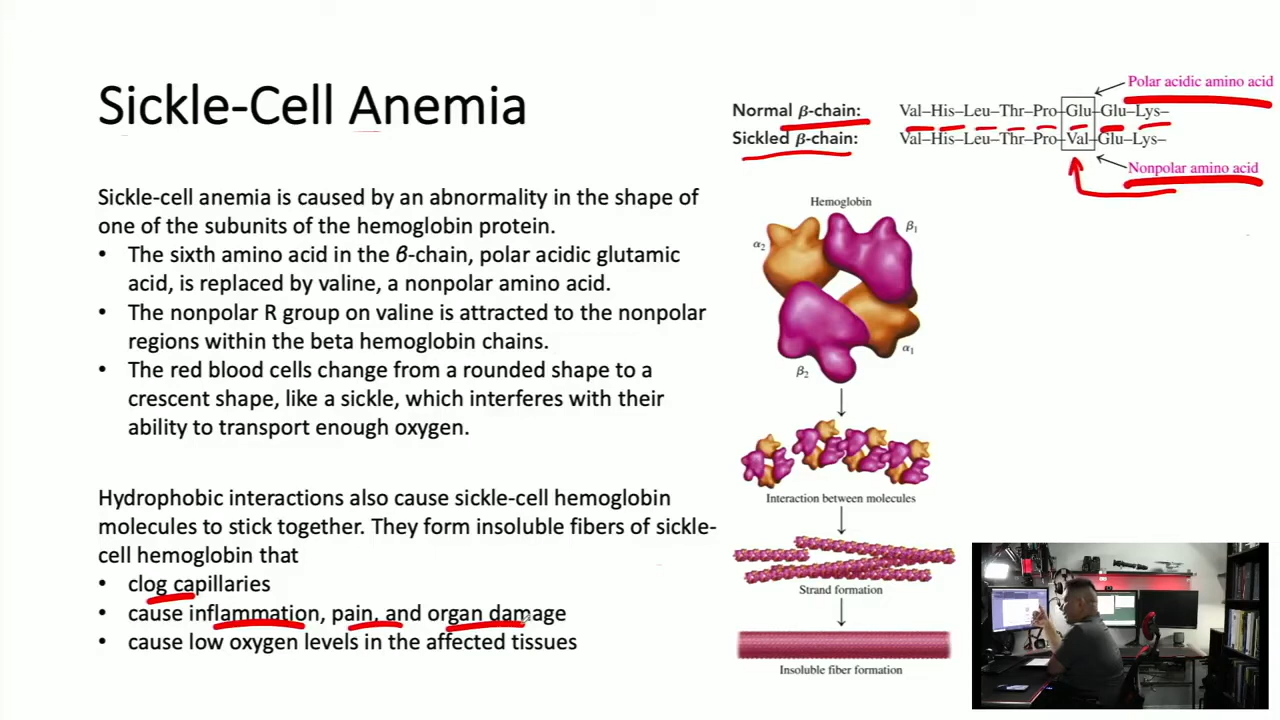 Sickle-Cell Anemia
Sickle-cell anemia is caused by an abnormality in the shape of
one of the subunits of the hemoglobin protein.
• The sixth amino acid in the β-chain, polar acidic glutamic
acid, is replaced by valine, a nonpolar amino acid.
• The nonpolar R group on valine is attracted to the nonpolar
regions within the beta hemoglobin chains.
• The red blood cells change from a rounded shape to a
crescent shape, like a sickle, which interferes with their
ability to transport enough oxygen.
Hydrophobic interactions also cause sickle-cell hemoglobin
molecules to stick together. They form insoluble fibers of sickle-
cell hemoglobin that
• clog capillaries
• cause inflammation, pain, and organ damage
• cause low oxygen levels in the affected tissues
Polar acidic amino acid
Normal β-chain: Val–His–Leu–Thr–Pro–Glu–Glu–Lys–
Sickled β-chain: Val–His–Leu–Thr–Pro–Val–Glu–Lys–
Nonpolar amino acid
Hemoglobin
α2
β1
α1
β2
Interaction between molecules
Strand formation
Insoluble fiber formation